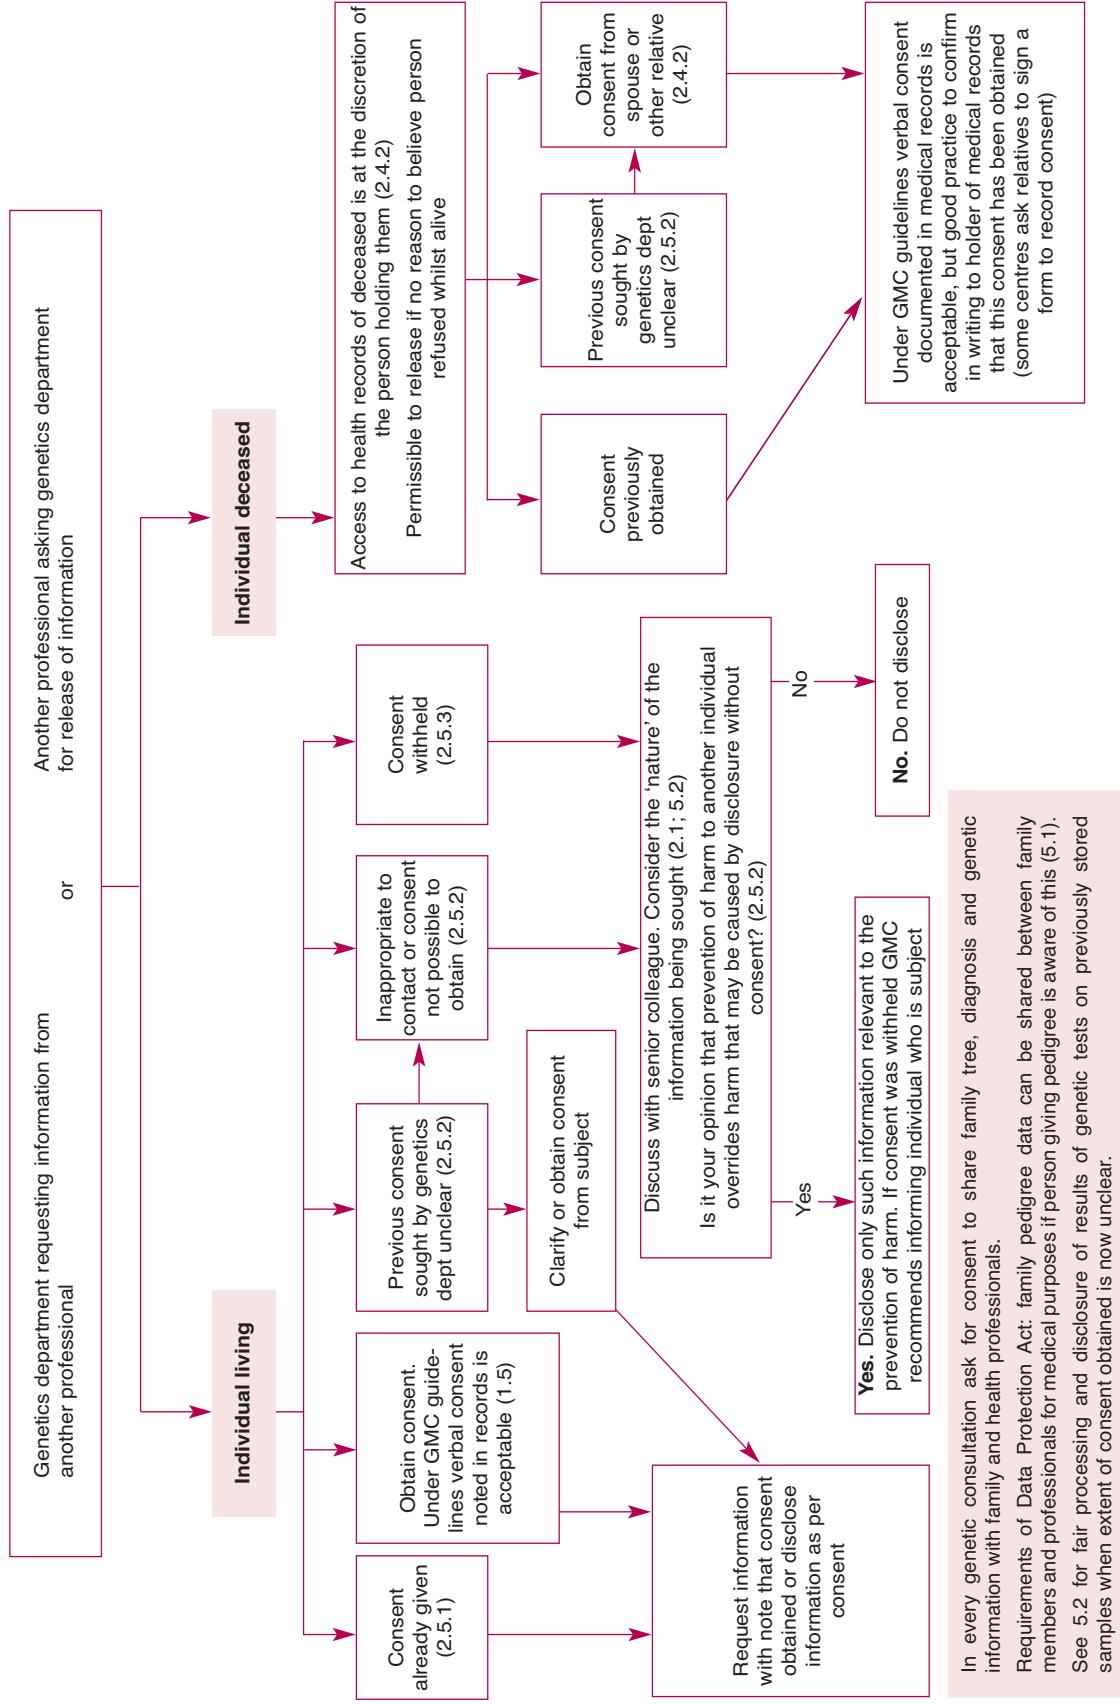 Genetics department requesting information from
another professional
or
Another professional asking genetics department
for release of information
Individual living
Individual deceased
Consent
already given
(2.5.1)
Obtain consent.
Under GMC guide-
lines verbal consent
noted in records is
acceptable (1.5)
Previous consent
sought by genetics
dept unclear (2.5.2)
Inappropriate to
contact or consent
not possible to
obtain (2.5.2)
Consent
withheld
(2.5.3)
Access to health records of deceased is at the discretion of
the person holding them (2.4.2)
Permissible to release if no reason to believe person
refused whilst alive
Clarify or obtain consent
from subject
Consent
previously
obtained
Previous consent
sought by
genetics dept
unclear (2.5.2)
Obtain
consent from
spouse or
other relative
(2.4.2)
Request information
with note that consent
obtained or disclose
information as per
consent
Discuss with senior colleague. Consider the ‘nature’ of the
information being sought (2.1; 5.2)
Is it your opinion that prevention of harm to another individual
overrides harm that may be caused by disclosure without
consent? (2.5.2)
Yes
No
Yes. Disclose only such information relevant to the
prevention of harm. If consent was withheld GMC
recommends informing individual who is subject
No. Do not disclose
Under GMC guidelines verbal consent
documented in medical records is
acceptable, but good practice to confirm
in writing to holder of medical records
that this consent has been obtained
(some centres ask relatives to sign a
form to record consent)
In every genetic consultation ask for consent to share family tree, diagnosis and genetic
information with family and health professionals.
Requirements of Data Protection Act: family pedigree data can be shared between family
members and professionals for medical purposes if person giving pedigree is aware of this (5.1).
See 5.2 for fair processing and disclosure of results of genetic tests on previously stored
samples when extent of consent obtained is now unclear.